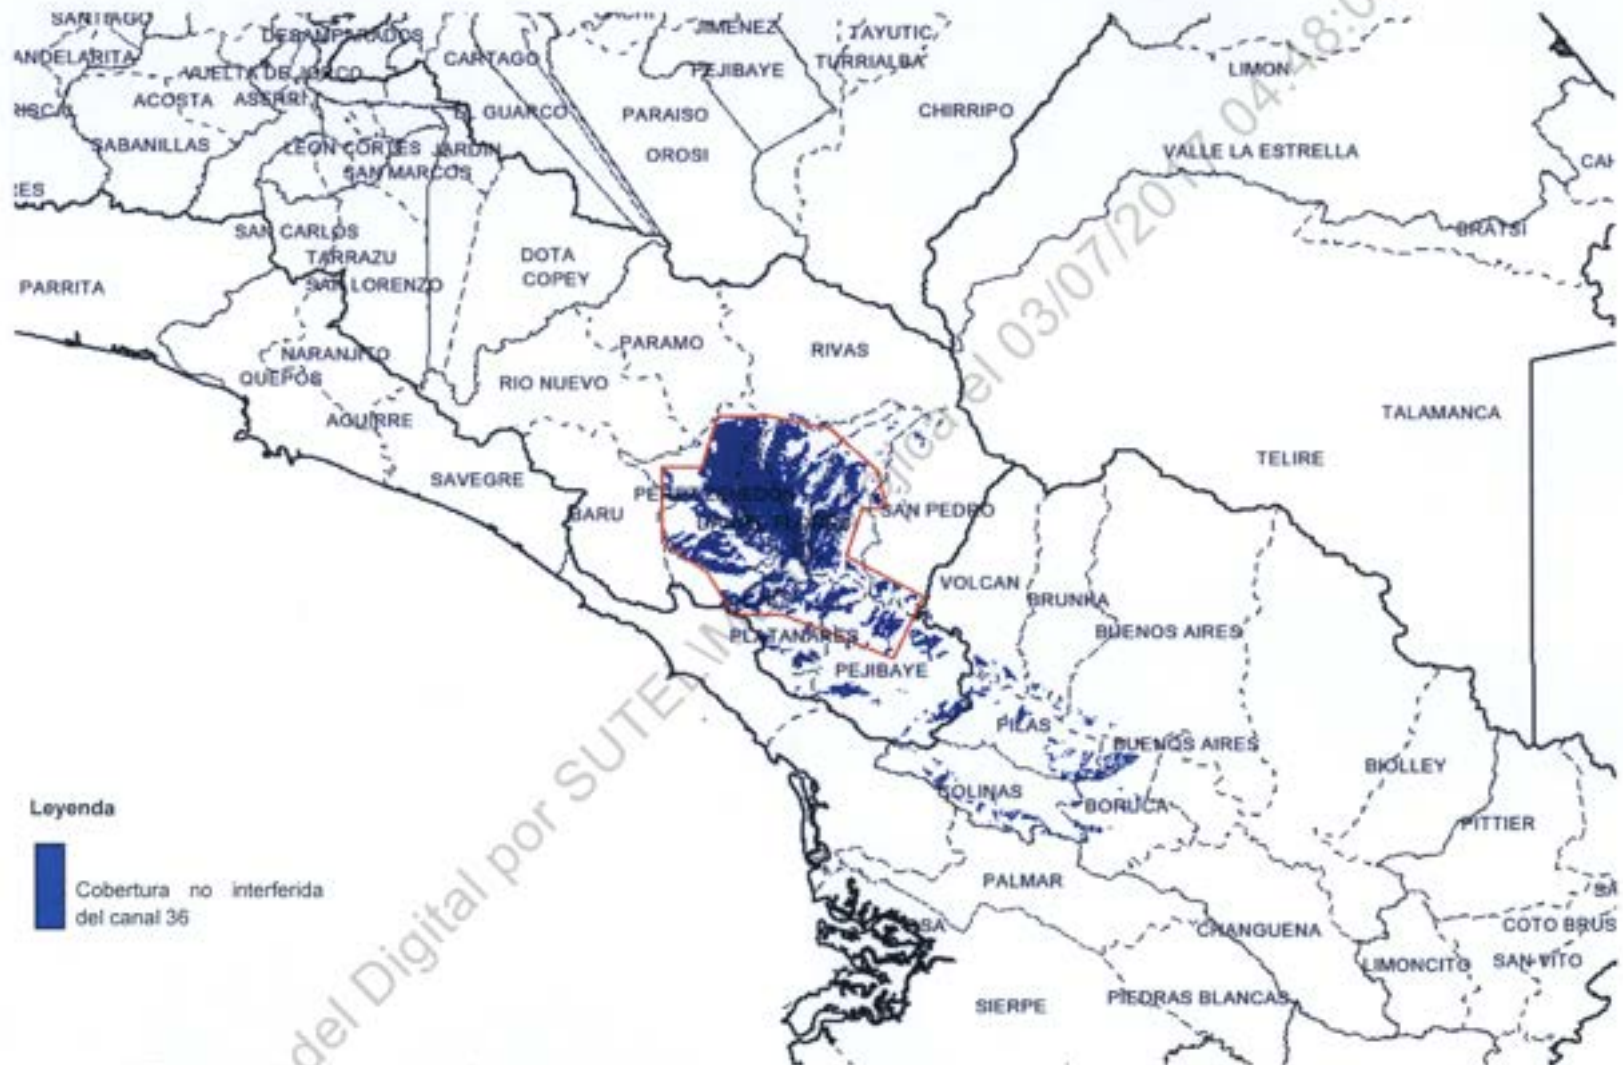 SANTIAGO
DESAMPARADOS
JIMENEZ
TAYUTIC
CARTAGO
TURRIALBA
ANDELARITA
VUELTA DE JORCO
PEJIBAYE
LIMON
ACOSTA
ASERRI
EL GUARCO
PARAISO
CHIRRIPO
SABANILLAS
LEON CORTES
JARDIN
OROSI
VALLE LA ESTRELLA
SAN MARCOS
SAN CARLOS
BRATSI
TARRAZU
DOTA
PARRITA
SAN LORENZO
COPEY
NARANJITO
PARAMO
RIVAS
QUEPOS
RIO NUEVO
AGUIRRE
TALAMANCA
SAVEGRE
TELIRE
BARU
SAN PEDRO
VOLCAN
BRUNKA
PLATANARES
BUENOS AIRES
PEJIBAYE
PILAS
BUENOS AIRES
BIOLLEY
COLINAS
BORUCA
Leyenda
PITTIER
Cobertura no interferida
del canal 36
PALMAR
CHANGUENA
COTO BRUS
LIMONCITO
SAN VITO
SIERPE
PIEDRAS BLANCAS
del Digital por SUTEL
el 03/07/2017 04:48:0